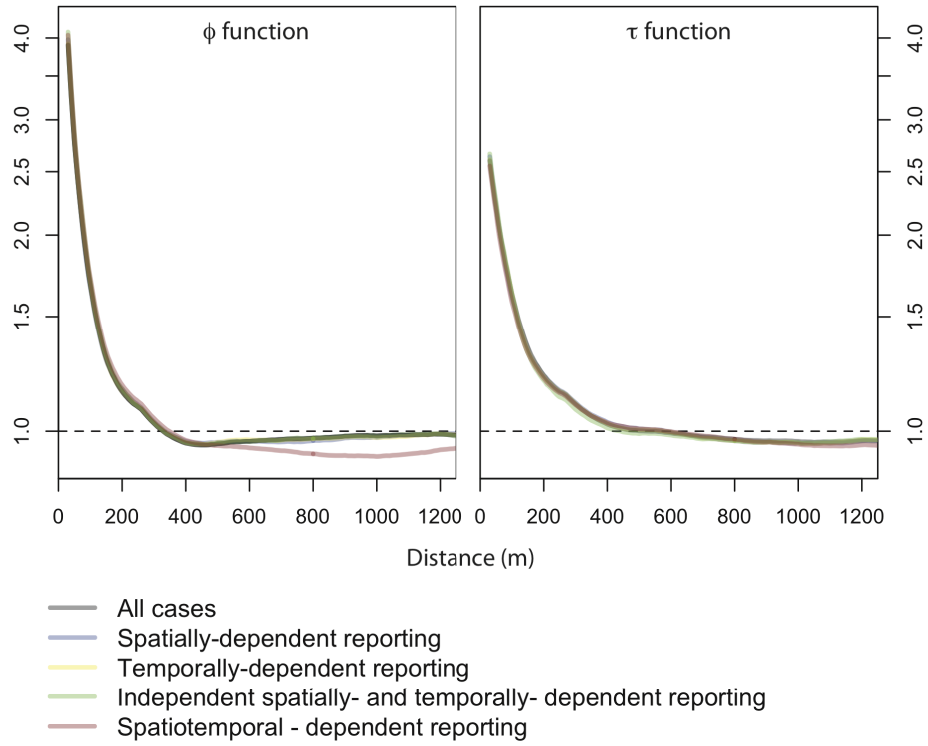 ϕ function
τ function
4.0
3.0
2.5
2.0
1.5
1.0
4.0
3.0
2.5
2.0
1.5
1.0
0 200 400 600 800 1000 1200
0 200 400 600 800 1000 1200
Distance (m)
All cases
Spatially-dependent reporting
Temporally-dependent reporting
Independent spatially- and temporally- dependent reporting
Spatiotemporal - dependent reporting